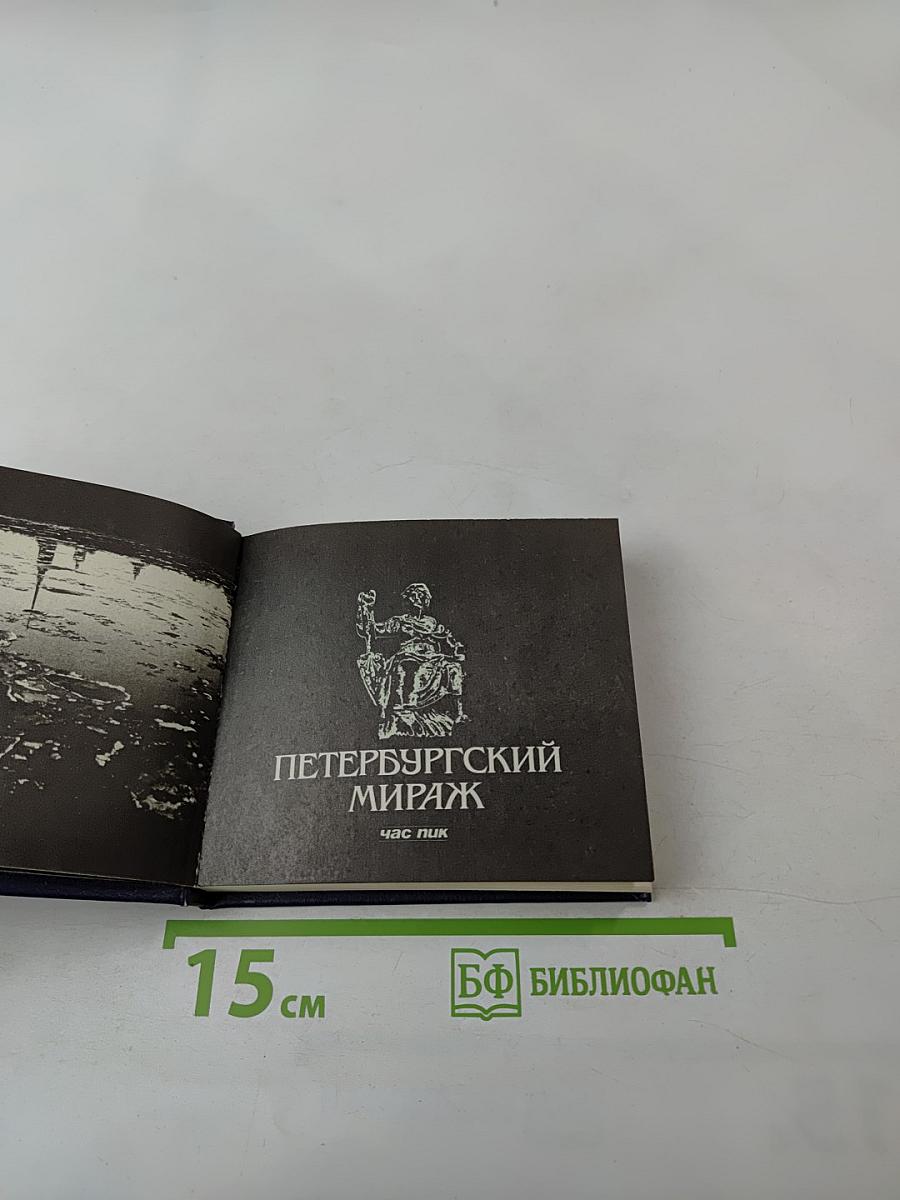 ПЕТЕРБУРГСКИЙ
МИРАЖ
час пик
15 см
БФ БИБЛИОФАН